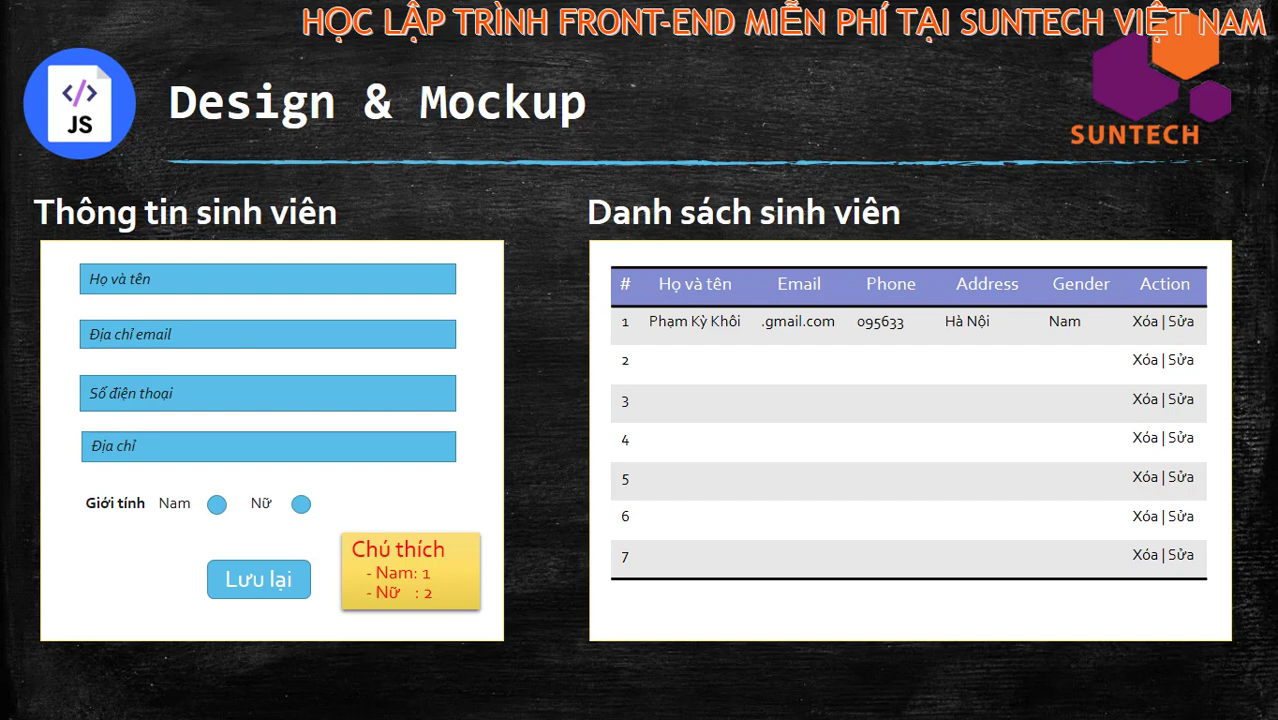 HỌC LẬP TRÌNH FRONT-END MIỄN PHÍ TẠI SUNTECH VIỆT NAM
</> JS
Design & Mockup
SUNTECH
Thông tin sinh viên
Họ và tên
Địa chỉ email
Số điện thoại
Địa chỉ
Giới tính Nam Nữ
Lưu lại
Chú thích
- Nam: 1
- Nữ : 2
Danh sách sinh viên
# Họ và tên Email Phone Address Gender Action
1 Phạm Kỳ Khôi .gmail.com 095633 Hà Nội Nam Xóa | Sửa
2 Xóa | Sửa
3 Xóa | Sửa
4 Xóa | Sửa
5 Xóa | Sửa
6 Xóa | Sửa
7 Xóa | Sửa